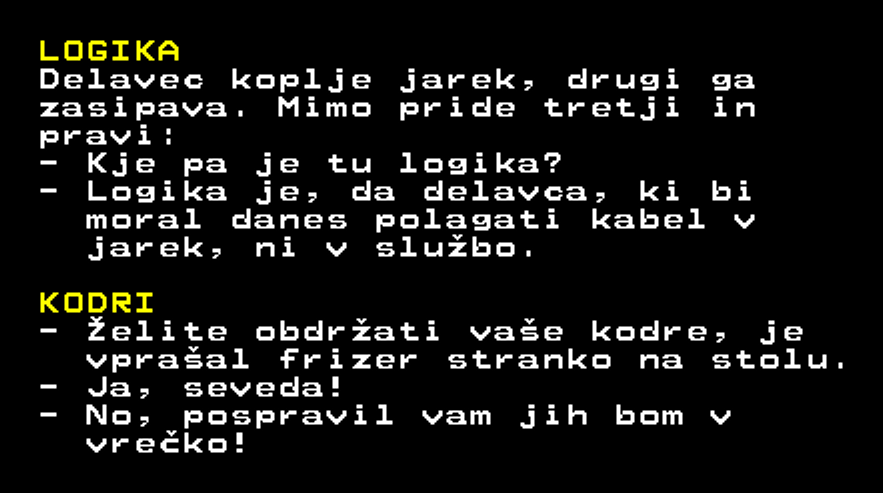 LOGIKA
Delavec koplje jarek, drugi ga
zasipava. Mimo pride tretji in
pravi:
- Kje pa je tu logika?
- Logika je, da delavca, ki bi
moral danes polagati kabel v
jarek, ni v službo.
KODRI
- Želite obdržati vaše kodre, je
vprašal frizer stranko na stolu.
- Ja, seveda!
- No, pospravil vam jih bom v
vrečko!